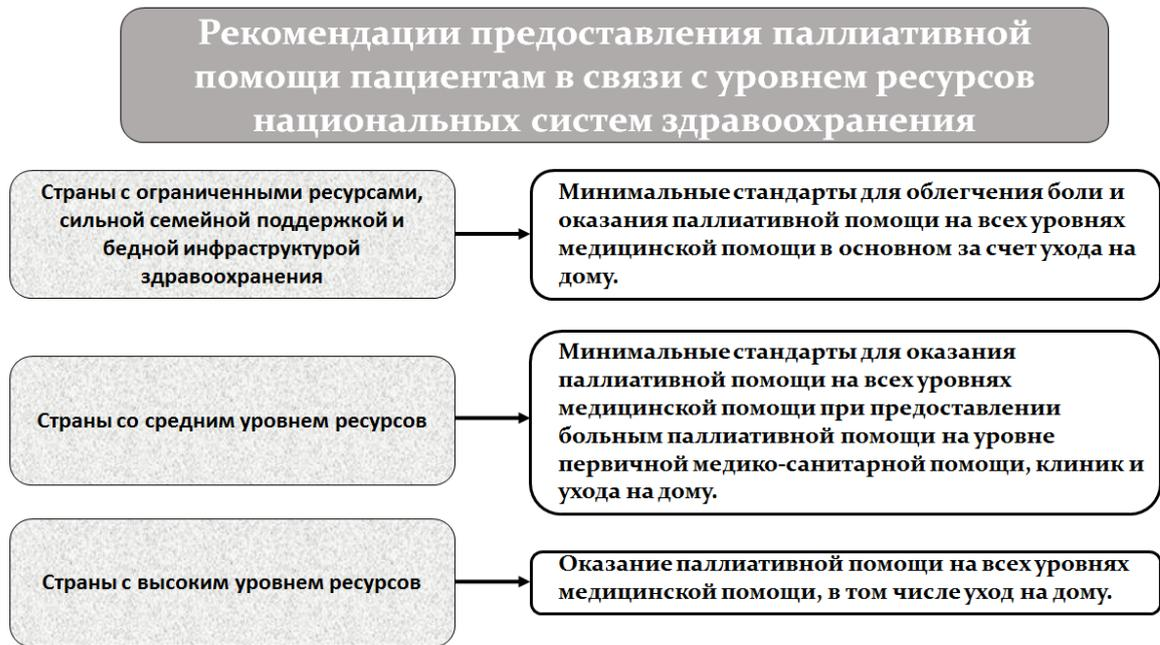 Рекомендации предоставления паллиативной
помощи пациентам в связи с уровнем ресурсов
национальных систем здравоохранения
Страны с ограниченными ресурсами,
сильной семейной поддержкой и
бедной инфраструктурой
здравоохранения
Минимальные стандарты для облегчения боли и
оказания паллиативной помощи на всех уровнях
медицинской помощи в основном за счет ухода на
дому.
Страны со средним уровнем ресурсов
Минимальные стандарты для оказания
паллиативной помощи на всех уровнях
медицинской помощи при предоставлении
больным паллиативной помощи на уровне
первичной медико-санитарной помощи, клиник и
ухода на дому.
Страны с высоким уровнем ресурсов
Оказание паллиативной помощи на всех уровнях
медицинской помощи, в том числе уход на дому.